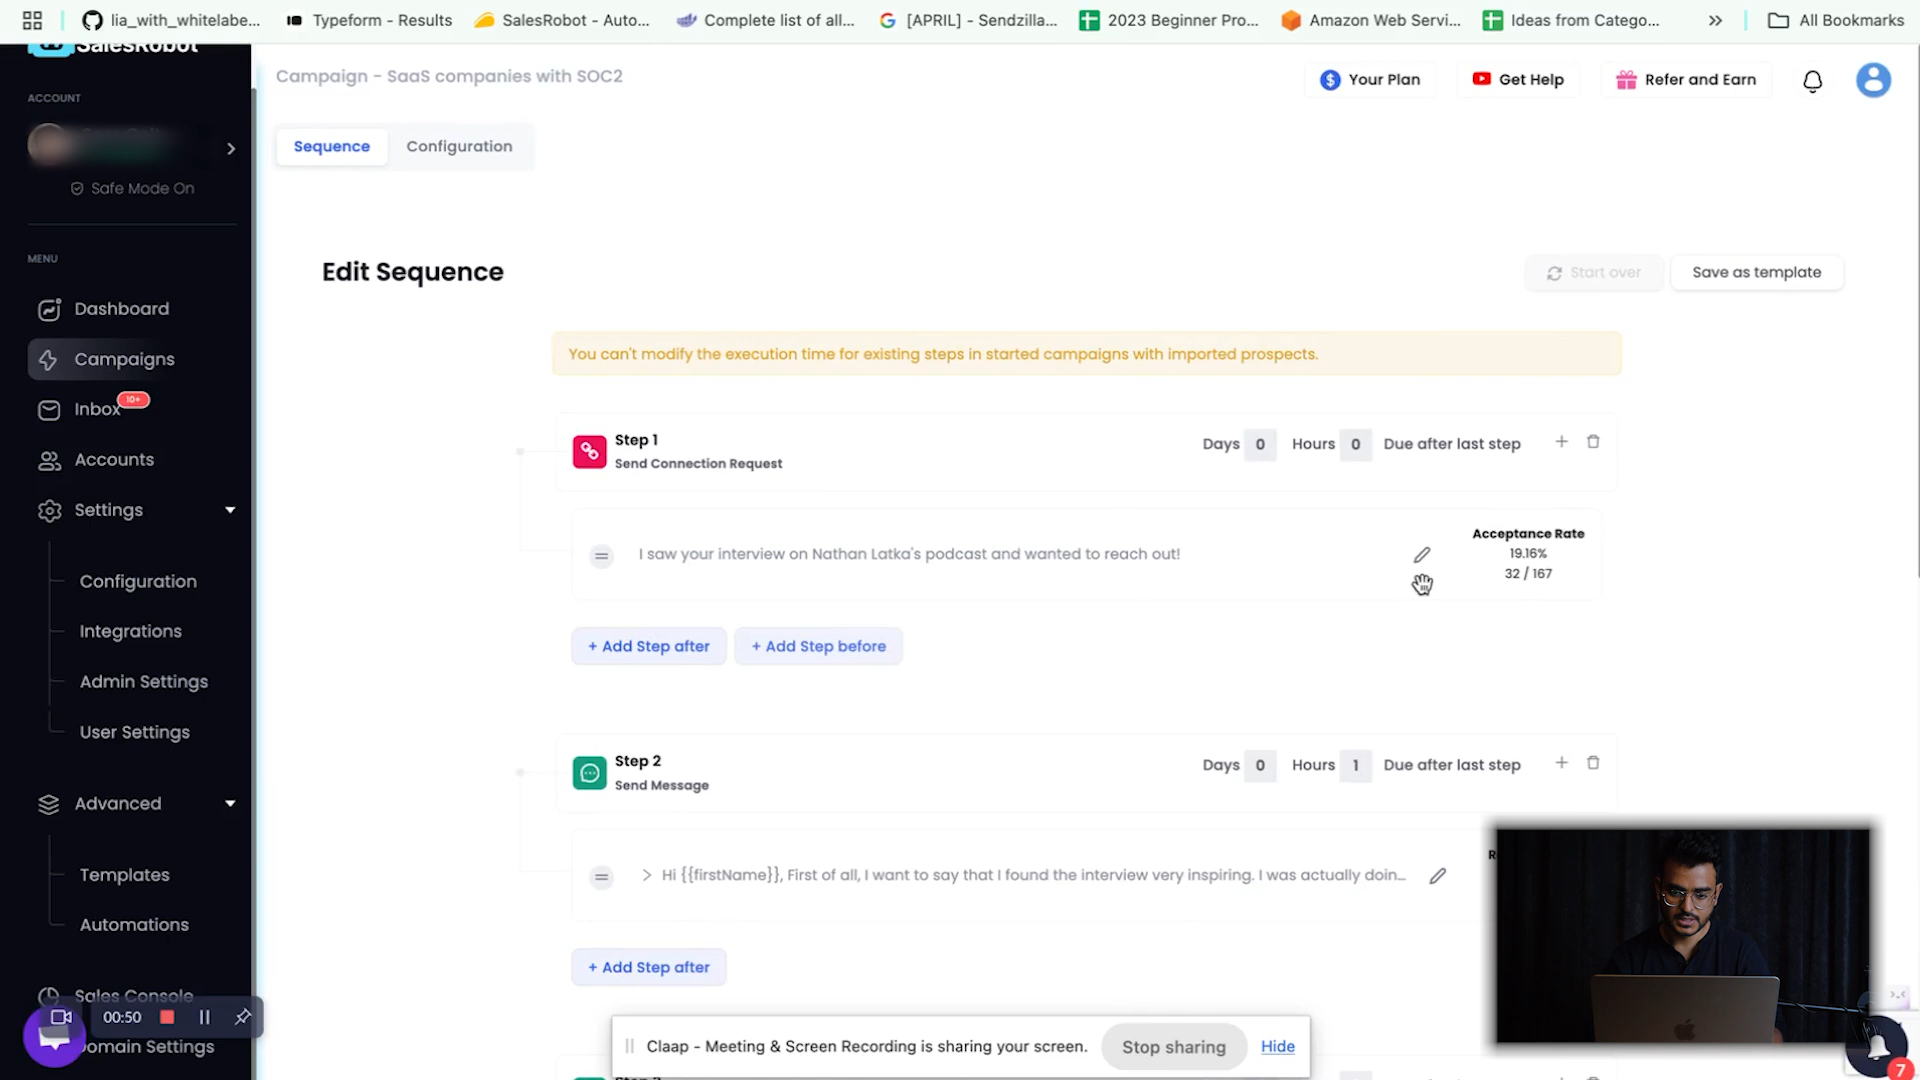 lia_with_whitelabe...
Typeform - Results
SalesRobot - Auto...
Complete list of all...
[APRIL] - Sendzilla...
2023 Beginner Pro...
Amazon Web Servi...
Ideas from Catego...
All Bookmarks
SalesRobot
Campaign - SaaS companies with SOC2
$ Your Plan
Get Help
Refer and Earn
ACCOUNT
Safe Mode On
Sequence
Configuration
MENU
Dashboard
Campaigns
Inbox
10+
Accounts
Settings
Configuration
Integrations
Admin Settings
User Settings
Advanced
Templates
Automations
Sales Console
00:50
Domain Settings
Edit Sequence
Start over
Save as template
You can't modify the execution time for existing steps in started campaigns with imported prospects.
Step 1
Send Connection Request
Days 0 Hours 0 Due after last step +
I saw your interview on Nathan Latka's podcast and wanted to reach out!
Acceptance Rate
19.16%
32 / 167
+ Add Step after
+ Add Step before
Step 2
Send Message
Days 0 Hours 1 Due after last step +
> Hi {{firstName}}, First of all, I want to say that I found the interview very inspiring. I was actually doin...
+ Add Step after
Claap - Meeting & Screen Recording is sharing your screen.
Stop sharing
Hide
7